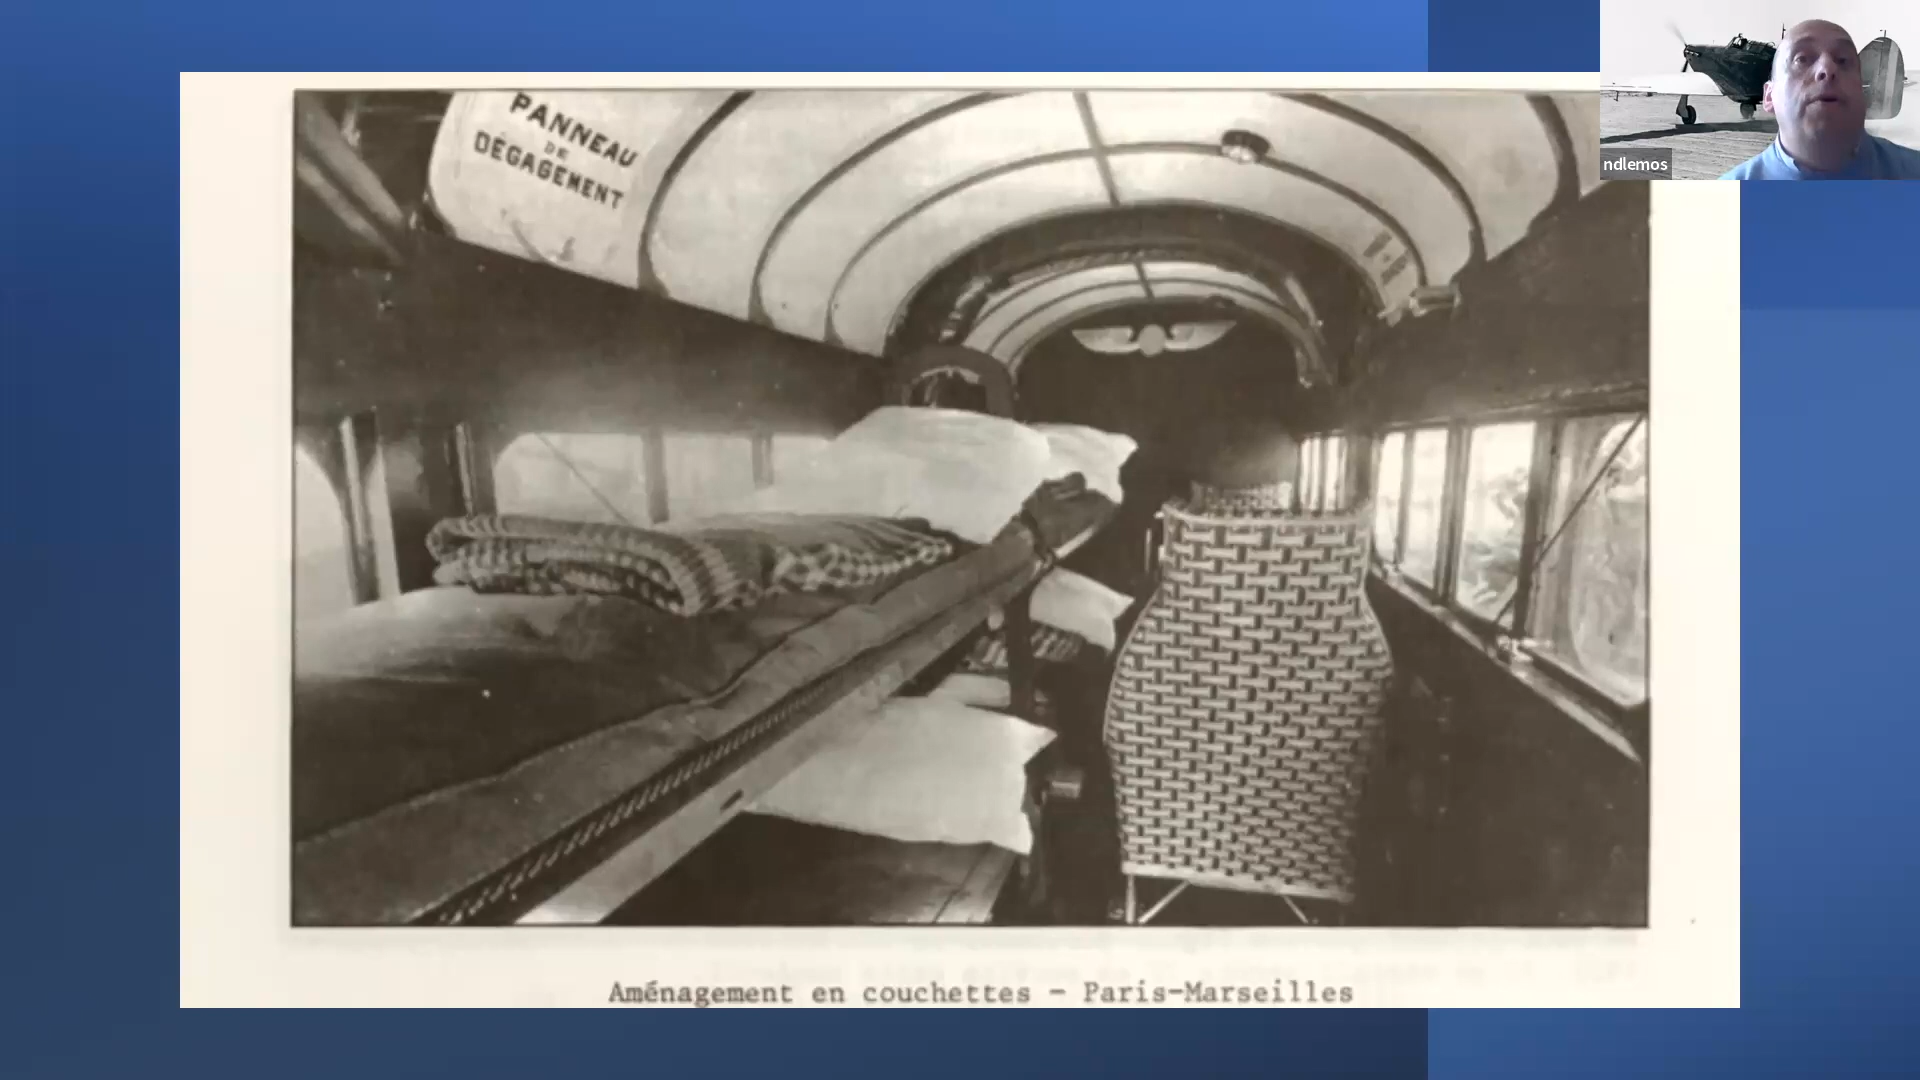 PANNEAU
DE
DÉGAGEMENT
ndlemos
Aménagement en couchettes - Paris-Marseilles